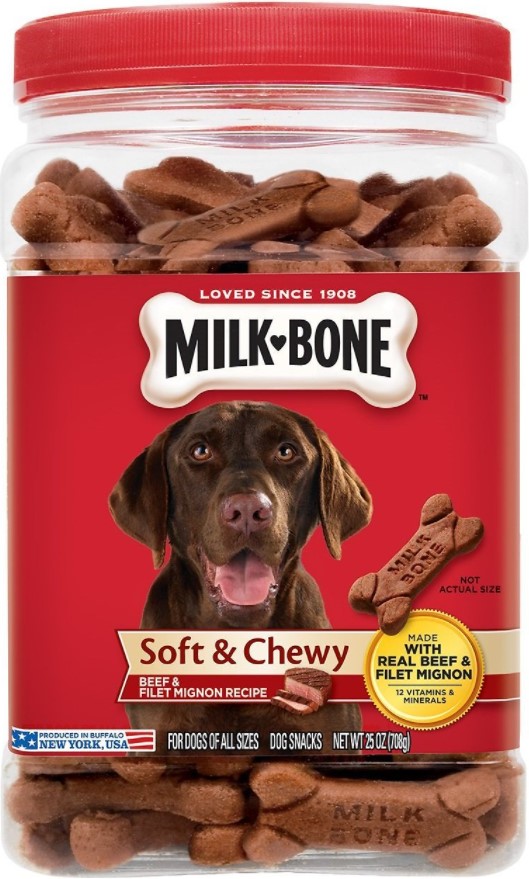 MILK BONE
LOVED SINCE 1908
MILK BONE
™
MILK BONE
NOT
ACTUAL SIZE
Soft & Chewy
BEEF &
FILET MIGNON RECIPE
MADE
WITH
REAL BEEF &
FILET MIGNON
12 VITAMINS &
MINERALS
PRODUCED IN BUFFALO
NEW YORK, USA
FOR DOGS OF ALL SIZES DOG SNACKS NET WT 25 OZ (708g)
MILK
BONE